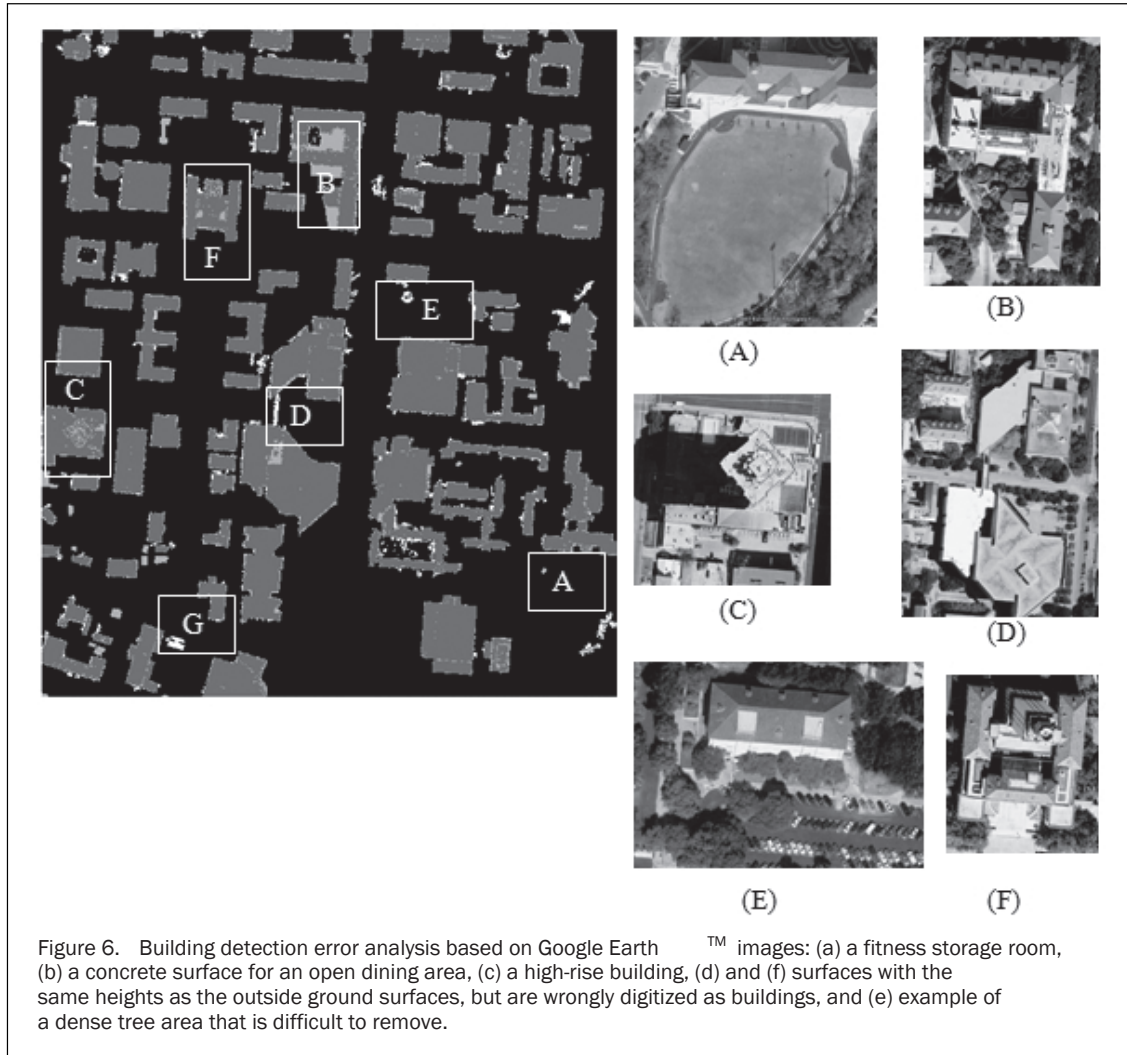 B
F
E
C
D
A
G
(A)
(B)
(C)
(D)
(E)
(F)
Figure 6. Building detection error analysis based on Google Earth ™ images: (a) a fitness storage room,
(b) a concrete surface for an open dining area, (c) a high-rise building, (d) and (f) surfaces with the
same heights as the outside ground surfaces, but are wrongly digitized as buildings, and (e) example of
a dense tree area that is difficult to remove.